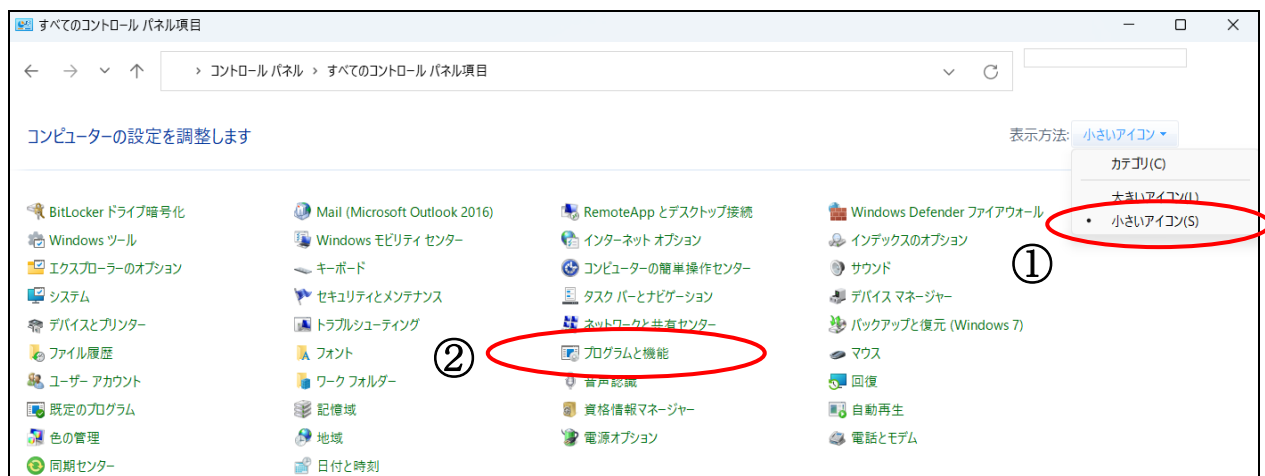 すべてのコントロール パネル項目
コントロール パネル › すべてのコントロール パネル項目
コンピューターの設定を調整します
表示方法: 小さいアイコン
カテゴリ(C)
大きいアイコン(L)
小さいアイコン(S)
①
BitLocker ドライブ暗号化 Mail (Microsoft Outlook 2016) RemoteApp とデスクトップ接続 Windows Defender ファイアウォール
Windows ツール Windows モビリティ センター インターネット オプション インデックスのオプション
エクスプローラーのオプション キーボード コンピューターの簡単操作センター サウンド
システム セキュリティとメンテナンス タスク バーとナビゲーション デバイス マネージャー
デバイスとプリンター トラブルシューティング ネットワークと共有センター バックアップと復元 (Windows 7)
ファイル履歴 フォント ② プログラムと機能 マウス
ユーザー アカウント ワーク フォルダー 音声認識 回復
既定のプログラム 記憶域 資格情報マネージャー 自動再生
色の管理 地域 電源オプション 電話とモデム
同期センター 日付と時刻